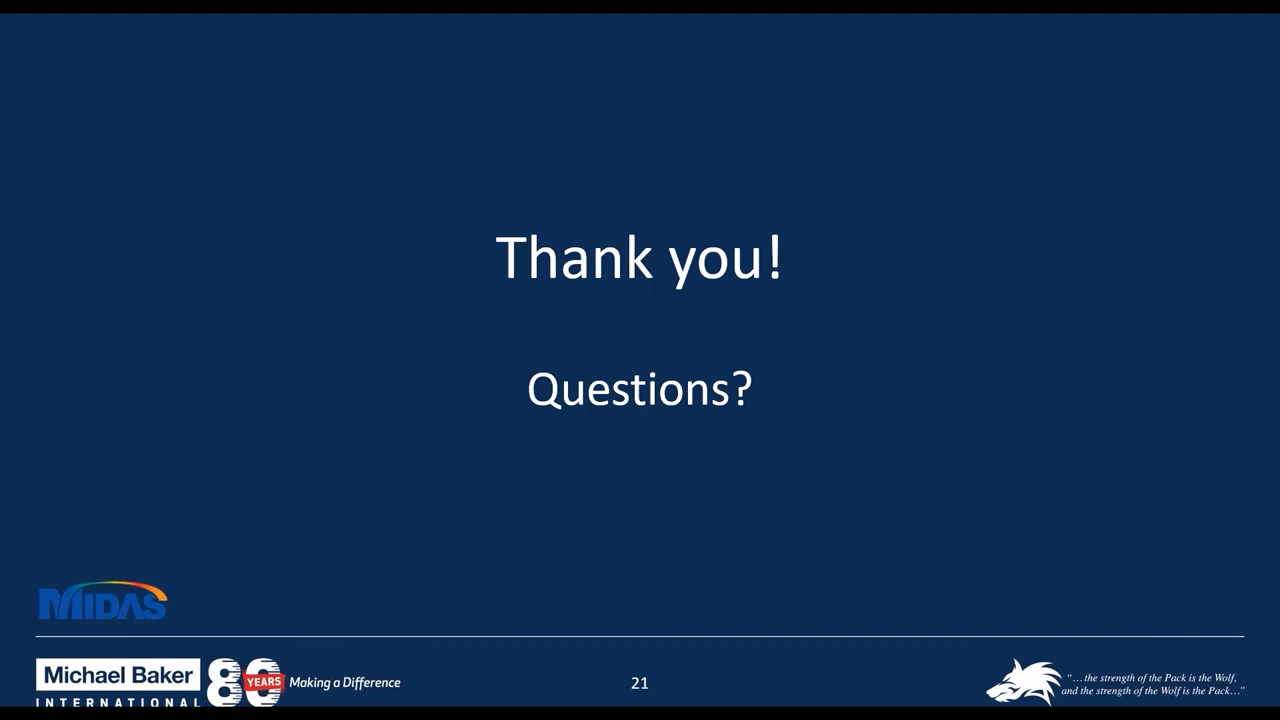 Thank you!
Questions?
MIDAS
Michael Baker
INTERNATIONAL
80
YEARS
Making a Difference
21
“…the strength of the Pack is the Wolf,
and the strength of the Wolf is the Pack…”